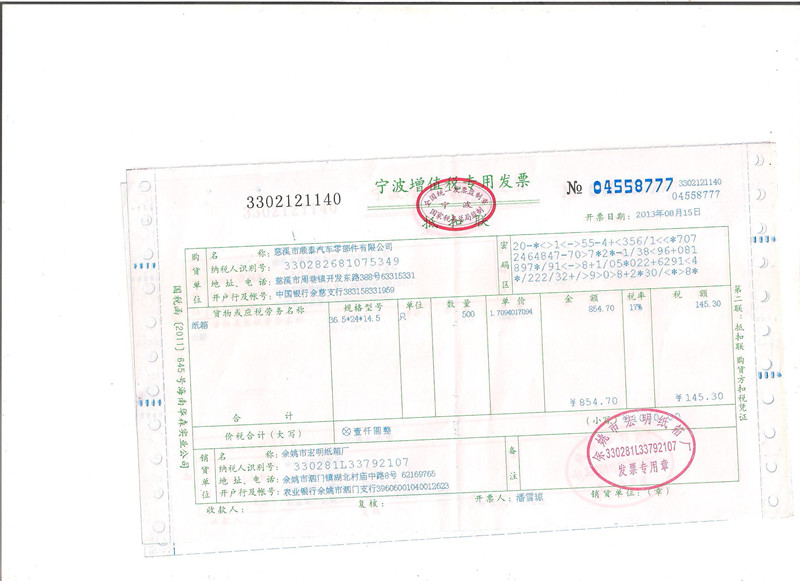 3302121140
宁波增值税专用发票
抵扣联
№ 04558777
3302121140
04558777
开票日期: 2013年08月15日
全国统一发票监制章
宁波
国家税务总局监制
购货单位
名 称: 慈溪市顺泰汽车零部件有限公司
纳税人识别号: 330282681075349
地 址、电 话: 慈溪市周巷镇开发东路388号63315331
开户行及帐号: 中国银行余慈支行383158331959
密码区
20-*<>1<->55-4+<356/1<<*707
2464847-70>7*2*-1/38<96+081
897*/91<->8+1/05*022+6291<4
*/222/32+/>9>0>8+2*30/<*>8*
货物或应税劳务名称 规格型号 单位 数 量 单 价 金 额 税率 税 额
纸箱 36.5*24*14.5 只 500 1.7094017094 854.70 17% 145.30
合 计 ¥854.70 ¥145.30
价税合计（大写） ⊗壹仟圆整 （小写）
销货单位
名 称: 余姚市宏明纸箱厂
纳税人识别号: 330281L33792107
地 址、电 话: 余姚市泗门镇湖北村庙中路8号 62169765
开户行及帐号: 农业银行余姚市泗门支行39606001040012623
备注
收款人: 复核: 开票人: 潘雪琼 销货单位:（章）
余姚市宏明纸箱厂
330281L33792107
发票专用章
国税函〔2011〕645号海南华森实业公司
第二联：抵扣联 购货方扣税凭证